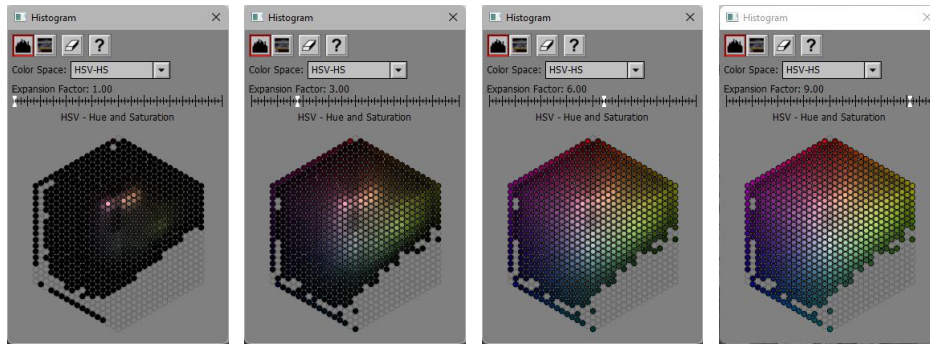 Histogram
Color Space: HSV-HS
Expansion Factor: 1.00
HSV - Hue and Saturation
Histogram
Color Space: HSV-HS
Expansion Factor: 3.00
HSV - Hue and Saturation
Histogram
Color Space: HSV-HS
Expansion Factor: 6.00
HSV - Hue and Saturation
Histogram
Color Space: HSV-HS
Expansion Factor: 9.00
HSV - Hue and Saturation